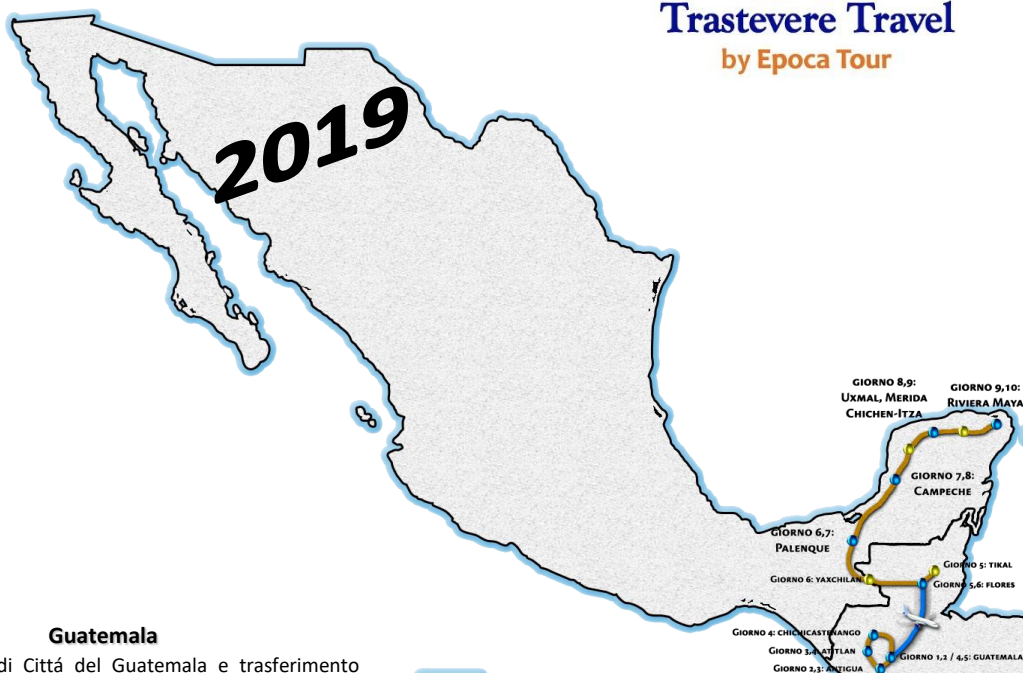 Trastevere Travel
by Epoca Tour
2019
GIORNO 8,9:
UXMAL, MERIDA
CHICHEN-ITZA
GIORNO 9,10:
RIVIERA MAYA
GIORNO 7,8:
CAMPECHE
GIORNO 6,7:
PALENQUE
GIORNO 5: TIKAL
GIORNO 6: YAXCHILAN
GIORNO 5,6: FLORES
GIORNO 4: CHICHICASTENANGO
GIORNO 3,4: ATITLAN
GIORNO 1,2 / 4,5: GUATEMALA
GIORNO 2,3: ANTIGUA
Guatemala
di Cittá del Guatemala e trasferimento